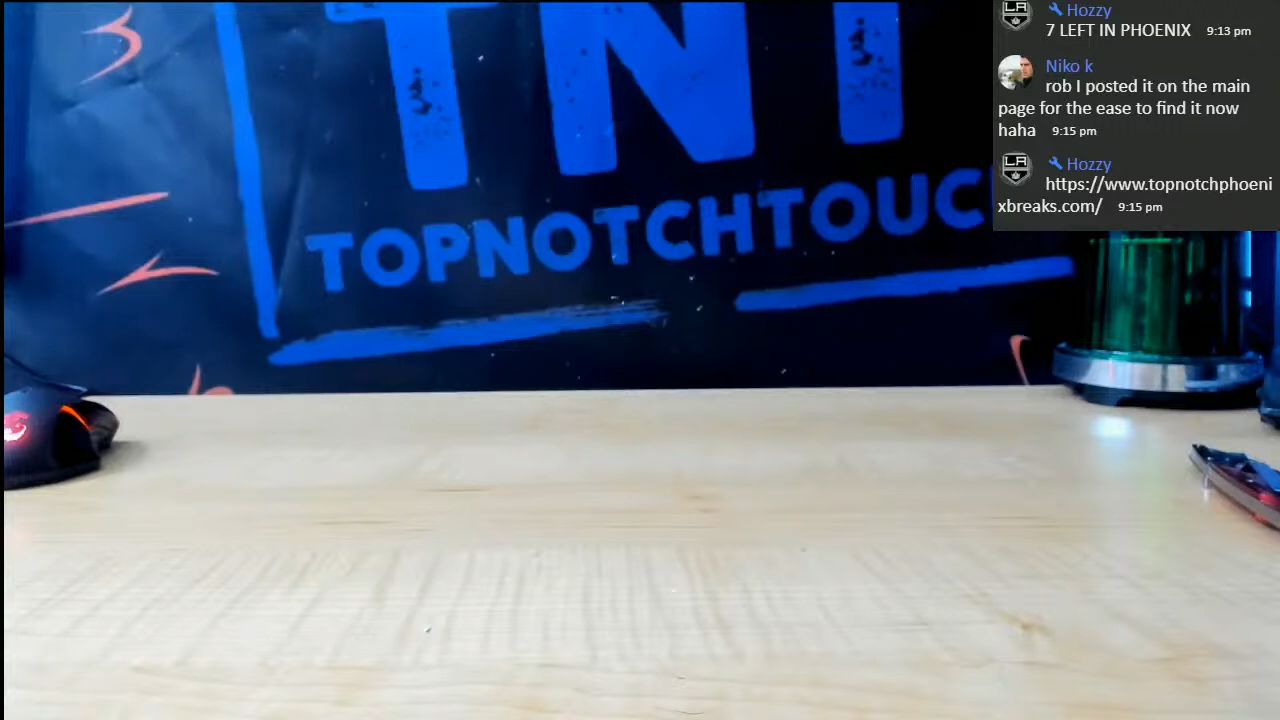 TNT
TOPNOTCHTOUC
Hozzy
7 LEFT IN PHOENIX 9:13 pm
Niko k
rob I posted it on the main
page for the ease to find it now
haha 9:15 pm
Hozzy
https://www.topnotchphoeni
xbreaks.com/ 9:15 pm